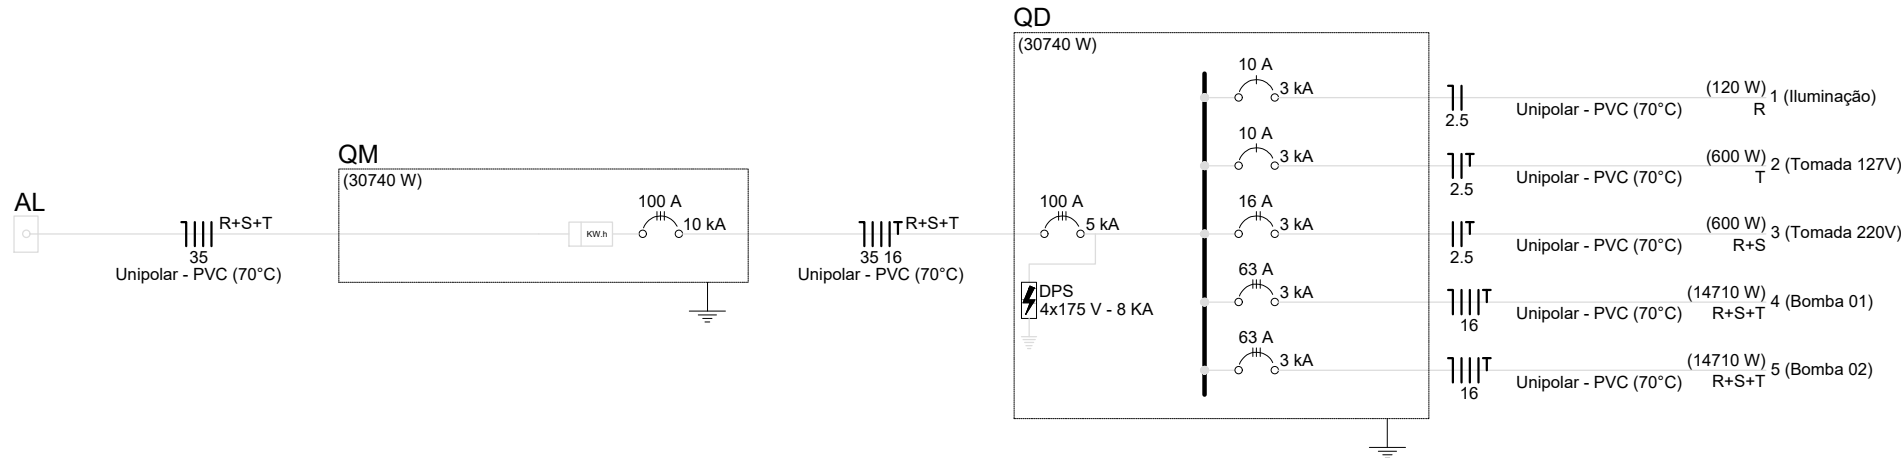 AL
R+S+T
35
Unipolar - PVC (70°C)
QM
(30740 W)
KW.h
100 A
10 kA
R+S+T
35 16
Unipolar - PVC (70°C)
QD
(30740 W)
100 A
5 kA
DPS
4x175 V - 8 KA
10 A
3 kA
2.5
Unipolar - PVC (70°C)
(120 W)
R
1 (Iluminação)
10 A
3 kA
T
2.5
Unipolar - PVC (70°C)
(600 W)
T
2 (Tomada 127V)
16 A
3 kA
T
2.5
Unipolar - PVC (70°C)
(600 W)
R+S
3 (Tomada 220V)
63 A
3 kA
T
16
Unipolar - PVC (70°C)
(14710 W)
R+S+T
4 (Bomba 01)
63 A
3 kA
T
16
Unipolar - PVC (70°C)
(14710 W)
R+S+T
5 (Bomba 02)